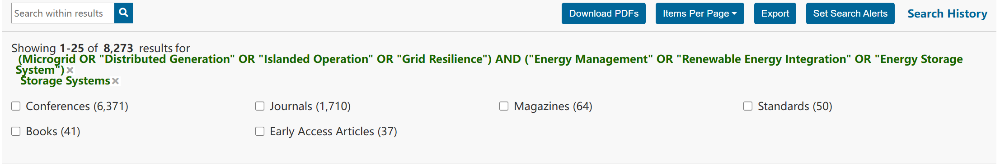 Search within results
Download PDFs
Items Per Page
Export
Set Search Alerts
Search History
Showing 1-25 of 8,273 results for
(Microgrid OR "Distributed Generation" OR "Islanded Operation" OR "Grid Resilience") AND ("Energy Management" OR "Renewable Energy Integration" OR "Energy Storage
System")
Storage Systems
Conferences (6,371)
Journals (1,710)
Magazines (64)
Standards (50)
Books (41)
Early Access Articles (37)